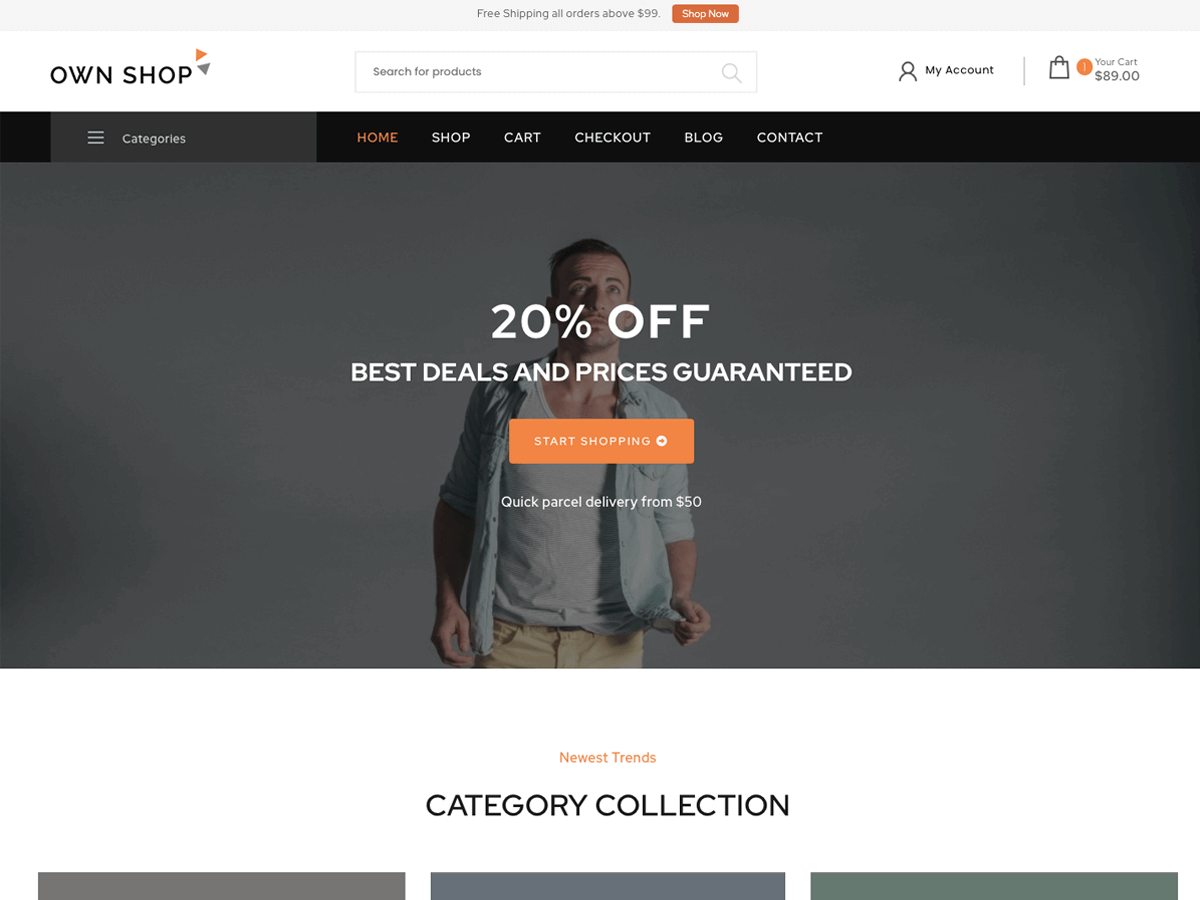 Free Shipping all orders above $99. Shop Now
OWN SHOP
Search for products
My Account
1 Your Cart
$89.00
Categories
HOME SHOP CART CHECKOUT BLOG CONTACT
20% OFF
BEST DEALS AND PRICES GUARANTEED
START SHOPPING
Quick parcel delivery from $50
Newest Trends
CATEGORY COLLECTION